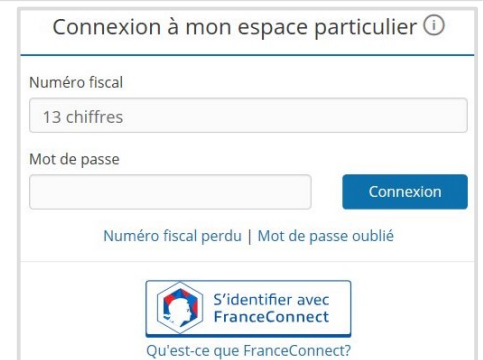 Connexion à mon espace particulier
Numéro fiscal
13 chiffres
Mot de passe
Connexion
Numéro fiscal perdu | Mot de passe oublié
S'identifier avec
FranceConnect
Qu'est-ce que FranceConnect?